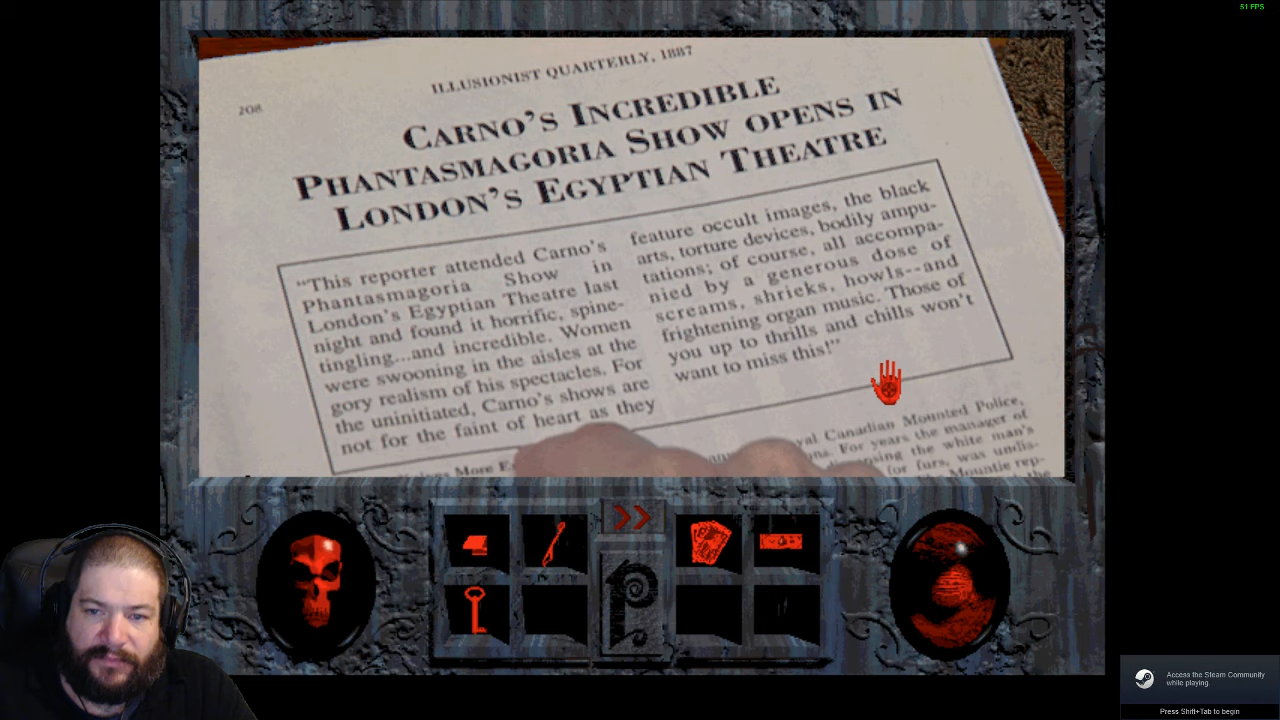 51 FPS
ILLUSIONIST QUARTERLY, 1887
208
CARNO'S INCREDIBLE
PHANTASMAGORIA SHOW OPENS IN
LONDON'S EGYPTIAN THEATRE
"This reporter attended Carno's
Phantasmagoria Show in
London's Egyptian Theatre last
night and found it horrific, spine-
tingling...and incredible. Women
were swooning in the aisles at the
gory realism of his spectacles. For
the uninitiated, Carno's shows are
not for the faint of heart as they
feature occult images, the black
arts, torture devices, bodily ampu-
tations; of course, all accompa-
nied by a generous dose of
screams, shrieks, howls--and
frightening organ music. Those of
you up to thrills and chills won't
want to miss this!"
More
Canadian Mounted Police,
For years the manager of
the white man's
for furs, was undis-
Mountie rep-
the
Access the Steam Community
while playing
Press Shift+Tab to begin